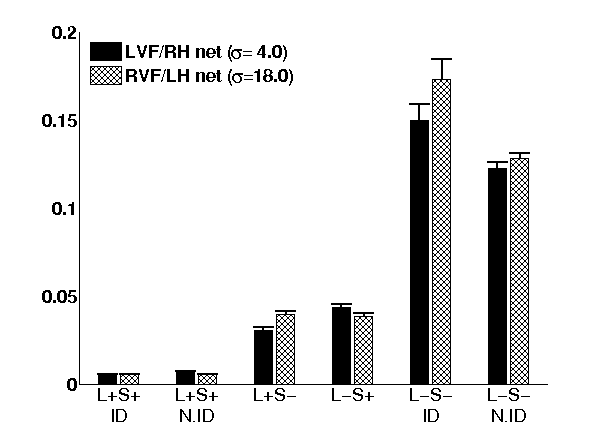 0.2
LVF/RH net (σ= 4.0)
RVF/LH net (σ=18.0)
0.15
0.1
0.05
0
L+S+ L+S+ L+S− L−S+ L−S− L−S−
ID N.ID ID N.ID